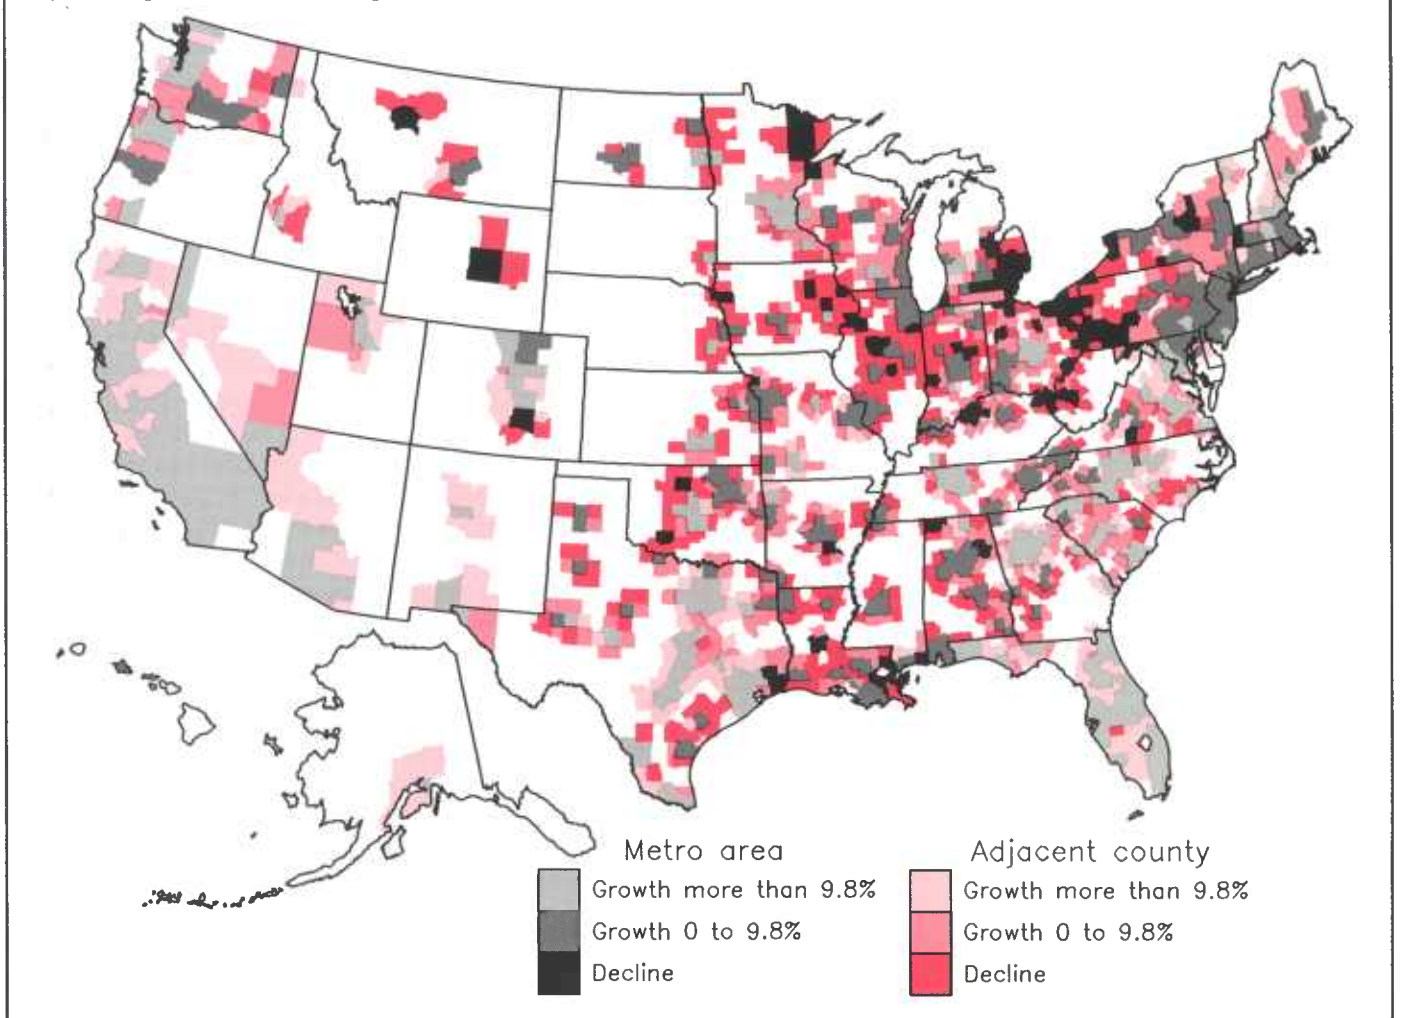 Metro area
Growth more than 9.8%
Growth 0 to 9.8%
Decline
Adjacent county
Growth more than 9.8%
Growth 0 to 9.8%
Decline